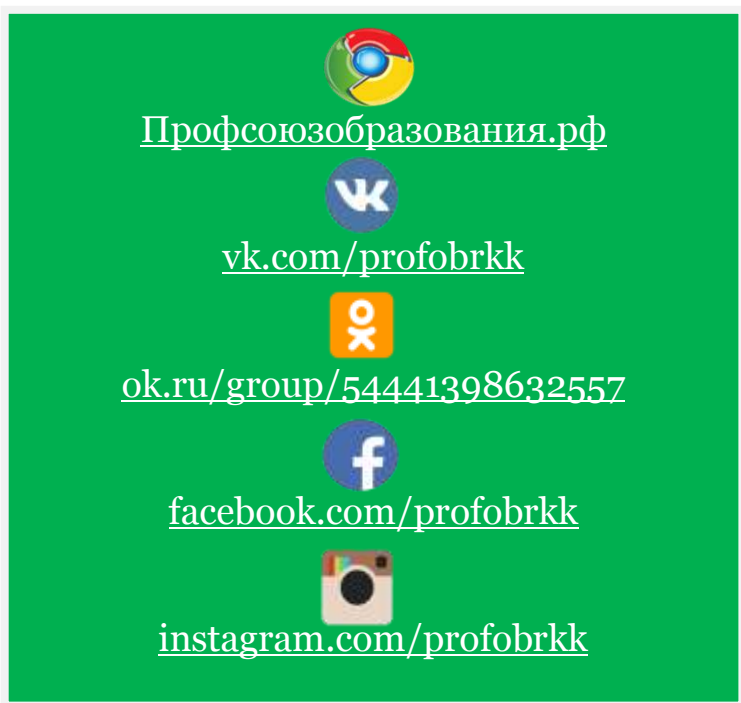 Профсоюзобразования.рф
vk.com/profobrkk
ok.ru/group/54441398632557
facebook.com/profobrkk
instagram.com/profobrkk